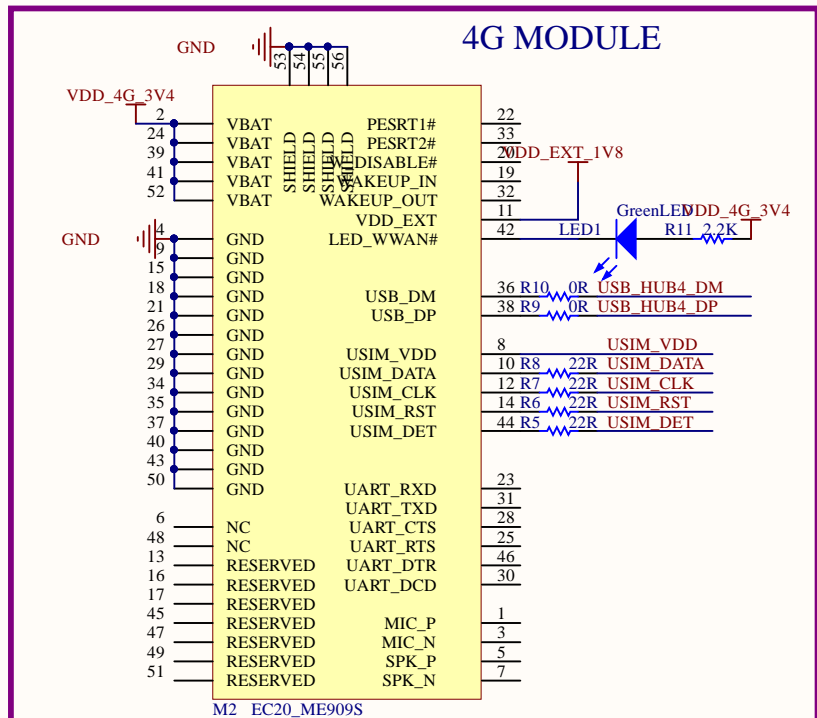 4G MODULE
GND
53 54 55 56
VDD_4G_3V4
SHIELD SHIELD SHIELD SHIELD
2 VBAT PESRT1# 22
24 VBAT PESRT2# 33
39 VBAT W_DISABLE# 20
VDD_EXT_1V8
41 VBAT WAKEUP_IN 19
52 VBAT WAKEUP_OUT 32
VDD_EXT 11
GreenLED VDD_4G_3V4
GND 4 GND LED_WWAN# 42 LED1 R11 2.2K
9 GND
15 GND
18 GND USB_DM 36 R10 0R USB_HUB4_DM
21 GND USB_DP 38 R9 0R USB_HUB4_DP
26 GND
27 GND USIM_VDD 8 USIM_VDD
29 GND USIM_DATA 10 R8 22R USIM_DATA
34 GND USIM_CLK 12 R7 22R USIM_CLK
35 GND USIM_RST 14 R6 22R USIM_RST
37 GND USIM_DET 44 R5 22R USIM_DET
40 GND
43 GND
50 GND UART_RXD 23
UART_TXD 31
6 NC UART_CTS 28
48 NC UART_RTS 25
13 RESERVED UART_DTR 46
16 RESERVED UART_DCD 30
17 RESERVED
45 RESERVED MIC_P 1
47 RESERVED MIC_N 3
49 RESERVED SPK_P 5
51 RESERVED SPK_N 7
M2 EC20_ME909S